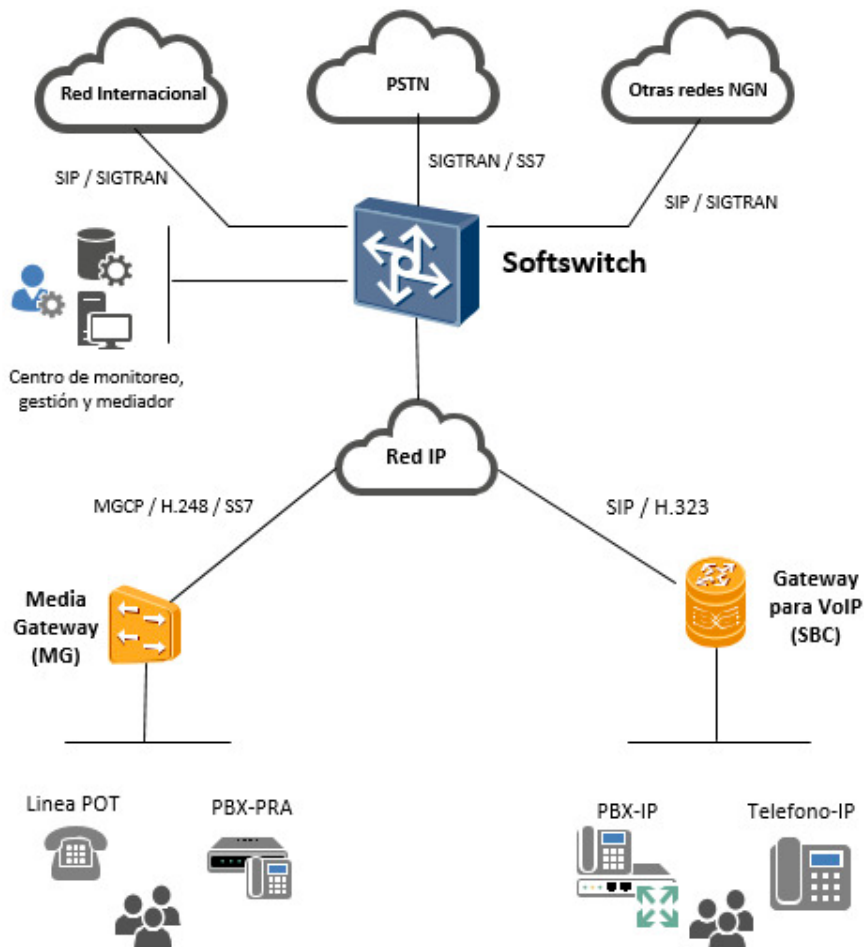 Red Internacional
PSTN
Otras redes NGN
SIP / SIGTRAN
SIGTRAN / SS7
SIP / SIGTRAN
Softswitch
Centro de monitoreo,
gestión y mediador
Red IP
MGCP / H.248 / SS7
SIP / H.323
Media
Gateway
(MG)
Gateway
para VoIP
(SBC)
Linea POT
PBX-PRA
PBX-IP
Telefono-IP